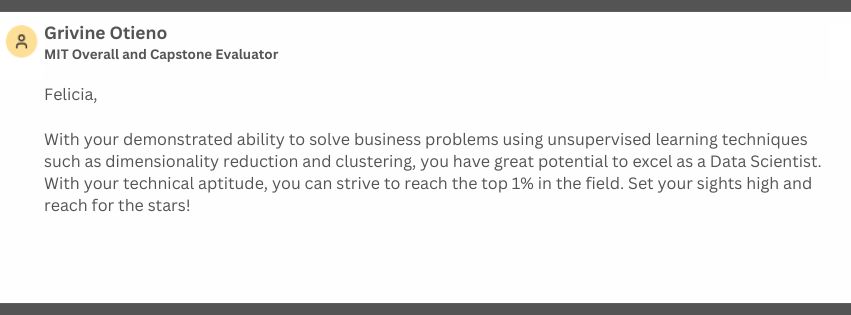 Grivine Otieno
MIT Overall and Capstone Evaluator
Felicia,
With your demonstrated ability to solve business problems using unsupervised learning techniques
such as dimensionality reduction and clustering, you have great potential to excel as a Data Scientist.
With your technical aptitude, you can strive to reach the top 1% in the field. Set your sights high and
reach for the stars!